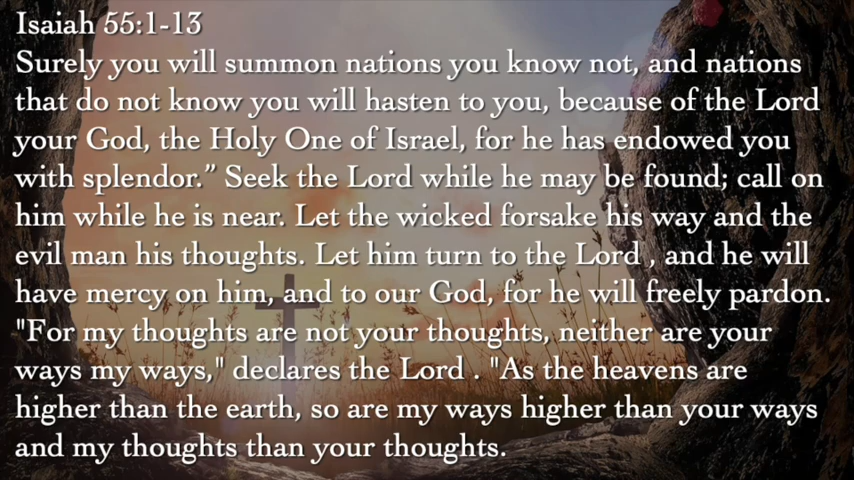 Isaiah 55:1-13
Surely you will summon nations you know not, and nations
that do not know you will hasten to you, because of the Lord
your God, the Holy One of Israel, for he has endowed you
with splendor.” Seek the Lord while he may be found; call on
him while he is near. Let the wicked forsake his way and the
evil man his thoughts. Let him turn to the Lord , and he will
have mercy on him, and to our God, for he will freely pardon.
"For my thoughts are not your thoughts, neither are your
ways my ways," declares the Lord . "As the heavens are
higher than the earth, so are my ways higher than your ways
and my thoughts than your thoughts.